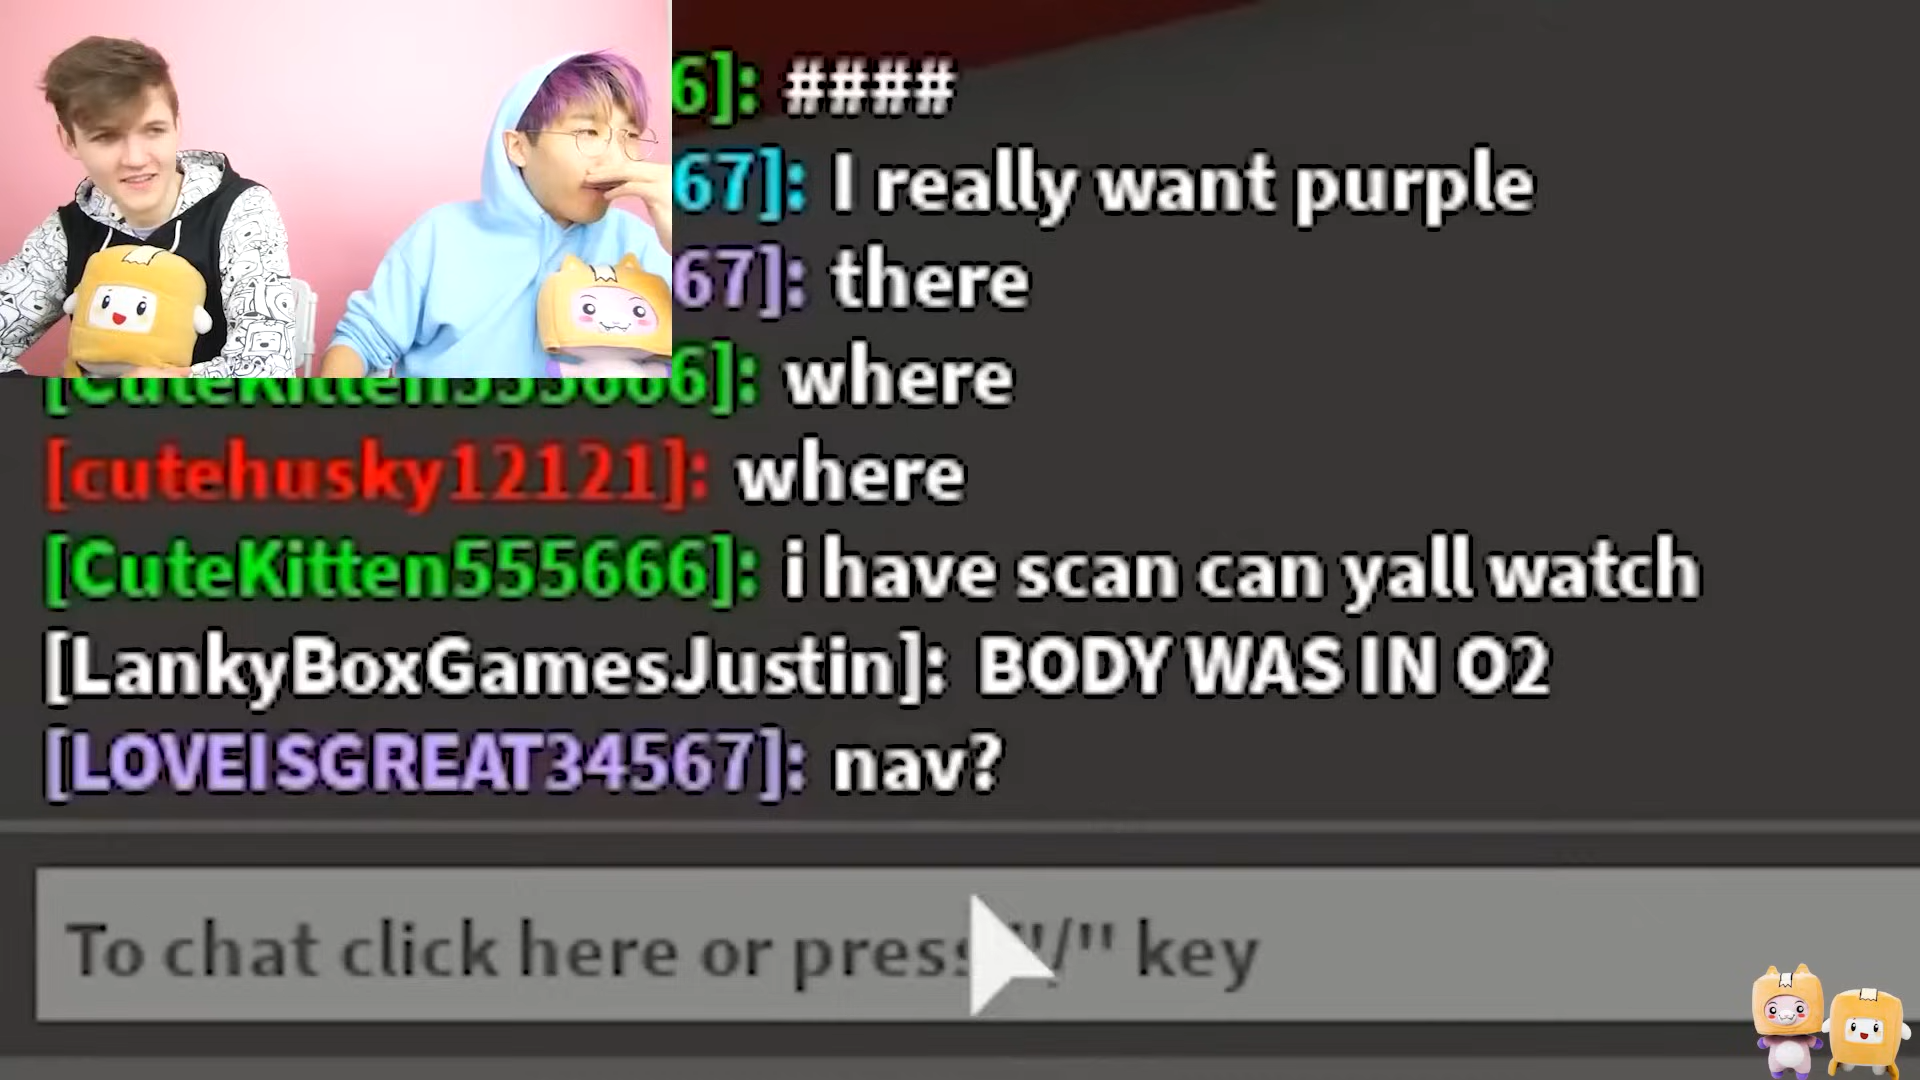 6]: ####
67]: I really want purple
67]: there
[CuteKitten555666]: where
[cutehusky12121]: where
[CuteKitten555666]: i have scan can yall watch
[LankyBoxGamesJustin]: BODY WAS IN O2
[LOVEISGREAT34567]: nav?
To chat click here or press "/" key